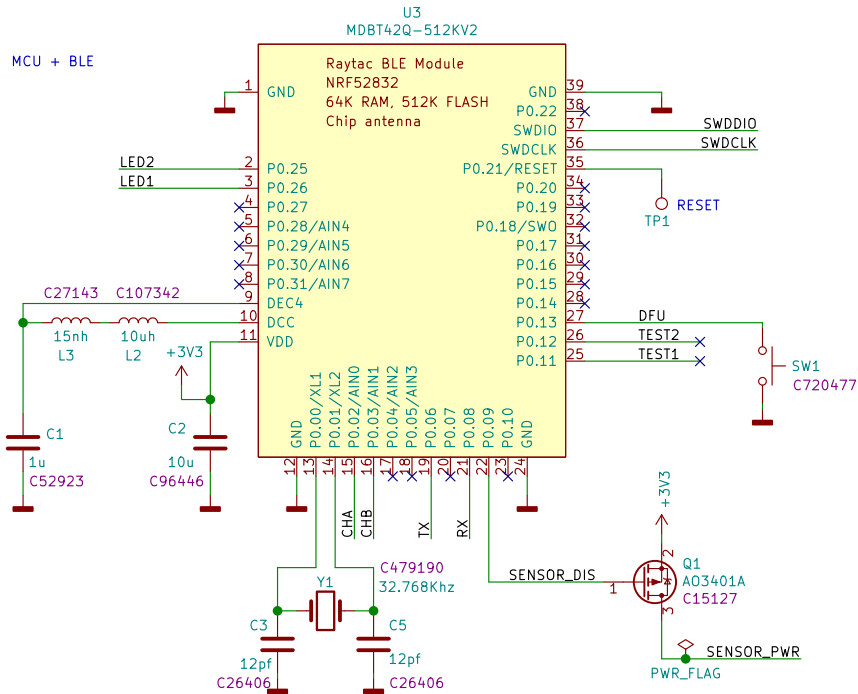 U3
MDBT42Q-512KV2
MCU + BLE
Raytac BLE Module
NRF52832
64K RAM, 512K FLASH
Chip antenna
1 GND
LED2 2 P0.25
LED1 3 P0.26
4 P0.27
5 P0.28/AIN4
6 P0.29/AIN5
7 P0.30/AIN6
8 P0.31/AIN7
9 DEC4
10 DCC
11 VDD
GND 39
P0.22 38
SWDIO 37 SWDDIO
SWDCLK 36 SWDCLK
P0.21/RESET 35
P0.20 34
P0.19 33
P0.18/SWO 32
P0.17 31
P0.16 30
P0.15 29
P0.14 28
P0.13 27 DFU
P0.12 26 TEST2
P0.11 25 TEST1
RESET
TP1
C27143 C107342
15nh 10uh
L3 L2
+3V3
C1
1u
C52923
C2
10u
C96446
SW1
C720477
GND 12
P0.00/XL1 13
P0.01/XL2 14
P0.02/AIN0 15 CHA
P0.03/AIN1 16 CHB
P0.04/AIN2 17
P0.05/AIN3 18
P0.06 19 TX
P0.07 20
P0.08 21 RX
P0.09 22
P0.10 23
GND 24
C479190
Y1 32.768Khz
C3
12pf
C26406
C5
12pf
C26406
SENSOR_DIS
+3V3
2
Q1
AO3401A
C15127
1
3
SENSOR_PWR
PWR_FLAG